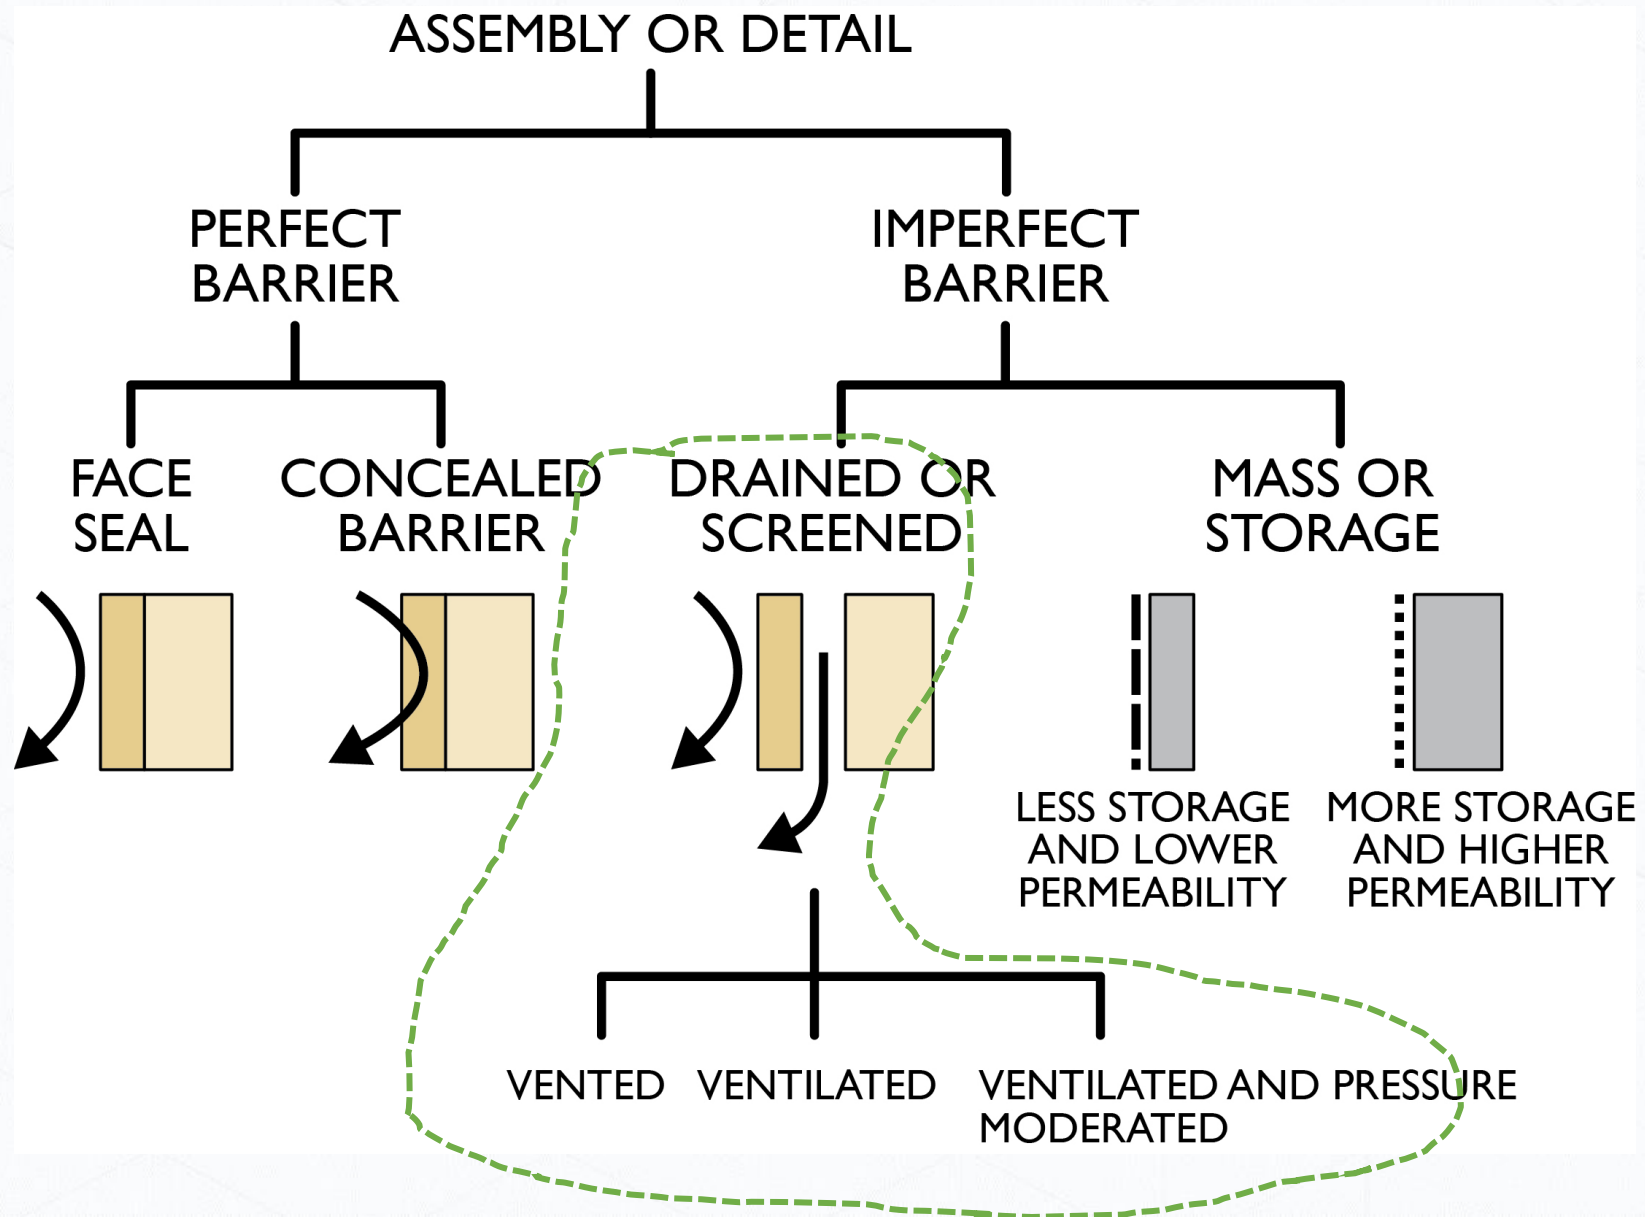 ASSEMBLY OR DETAIL
PERFECT
BARRIER
IMPERFECT
BARRIER
FACE
SEAL
CONCEALED
BARRIER
DRAINED OR
SCREENED
MASS OR
STORAGE
LESS STORAGE
AND LOWER
PERMEABILITY
MORE STORAGE
AND HIGHER
PERMEABILITY
VENTED
VENTILATED
VENTILATED AND PRESSURE
MODERATED